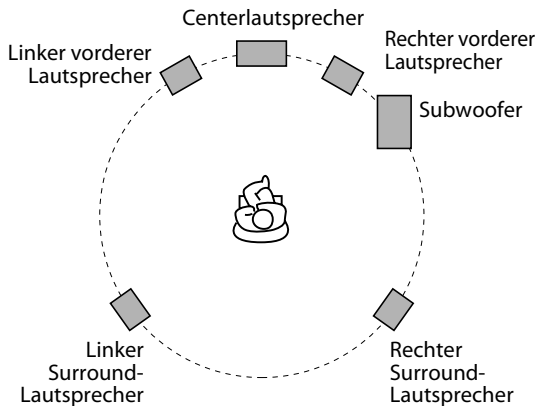 Centerlautsprecher
Linker vorderer
Lautsprecher
Rechter vorderer
Lautsprecher
Subwoofer
Linker
Surround-
Lautsprecher
Rechter
Surround-
Lautsprecher